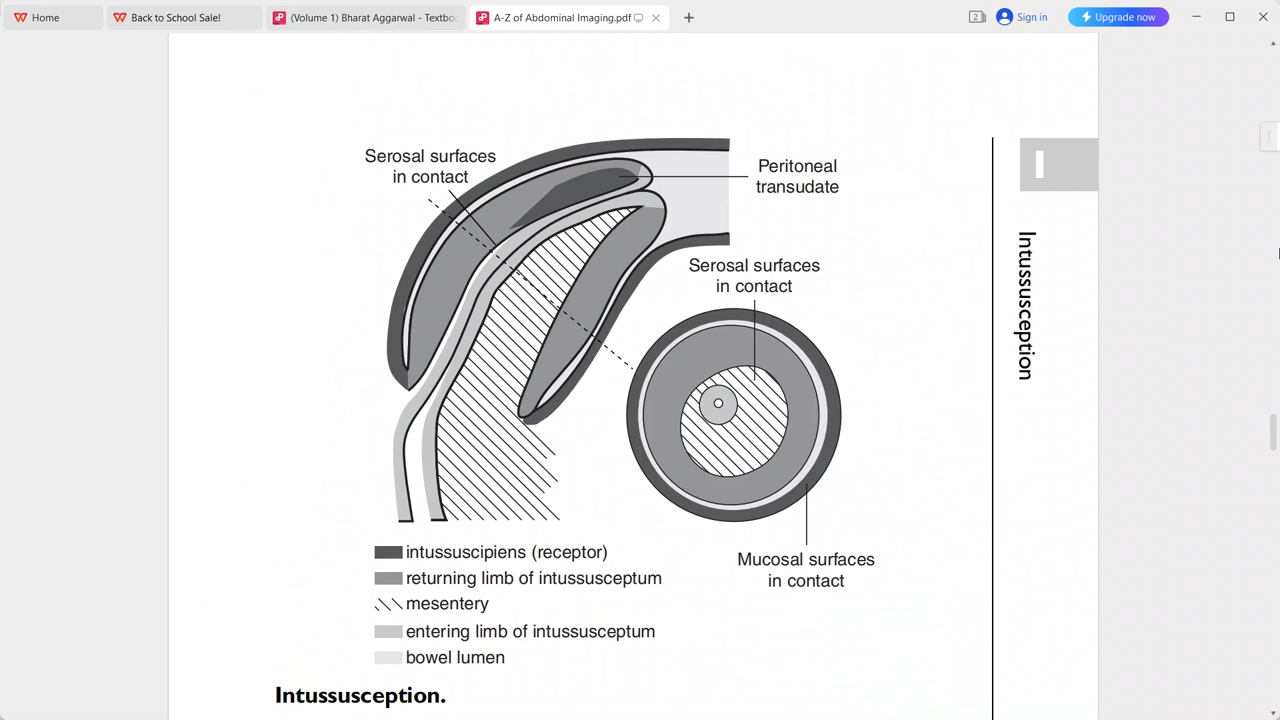 Home
Back to School Sale
(Volume 1) Bharat Aggarwal - Textbo
A-Z of Abdominal Imaging.pdf
2
Sign in
Upgrade now
Serosal surfaces
in contact
Peritoneal
transudate
Serosal surfaces
in contact
Mucosal surfaces
in contact
I
Intussusception
intussuscipiens (receptor)
returning limb of intussusceptum
mesentery
entering limb of intussusceptum
bowel lumen
Intussusception.